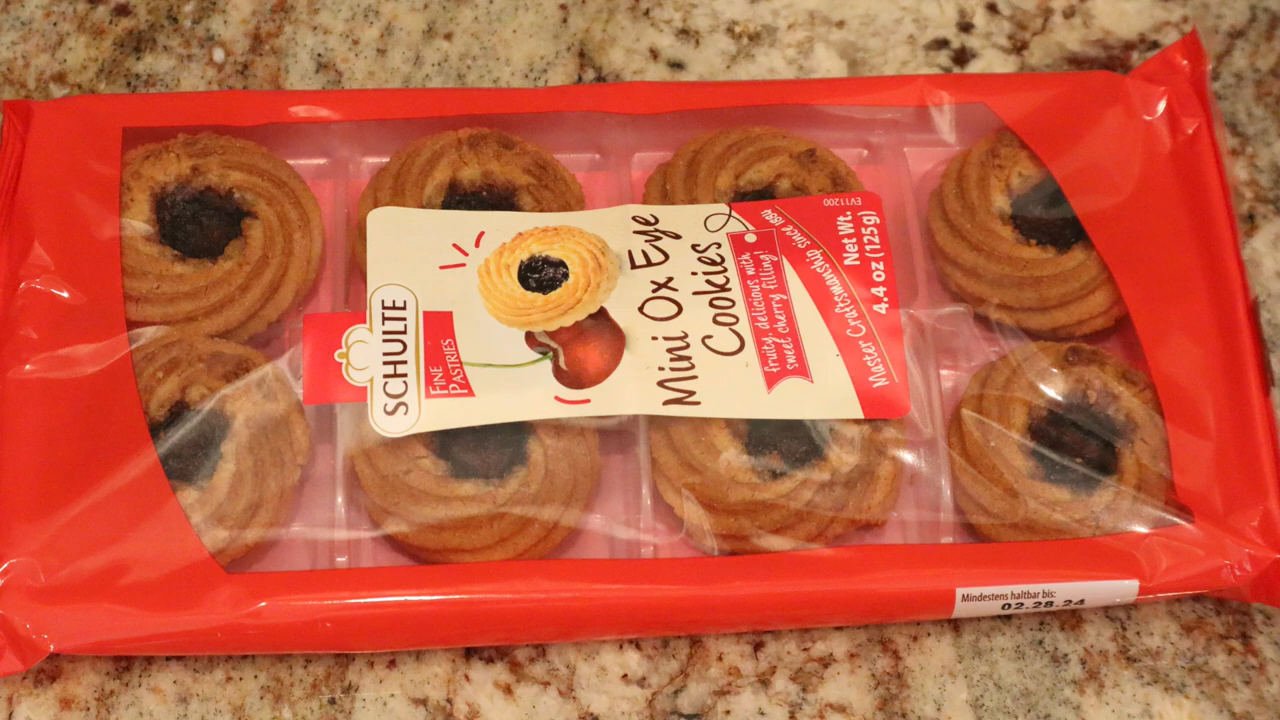 SCHULTE
FINE
PASTRIES
Mini Ox Eye
Cookies
fruity, delicious with
sweet cherry filling!
Master Craftsmanship since 1887
EV11200
Net Wt.
4.4 oz (125g)
Mindestens haltbar bis:
02.28.24